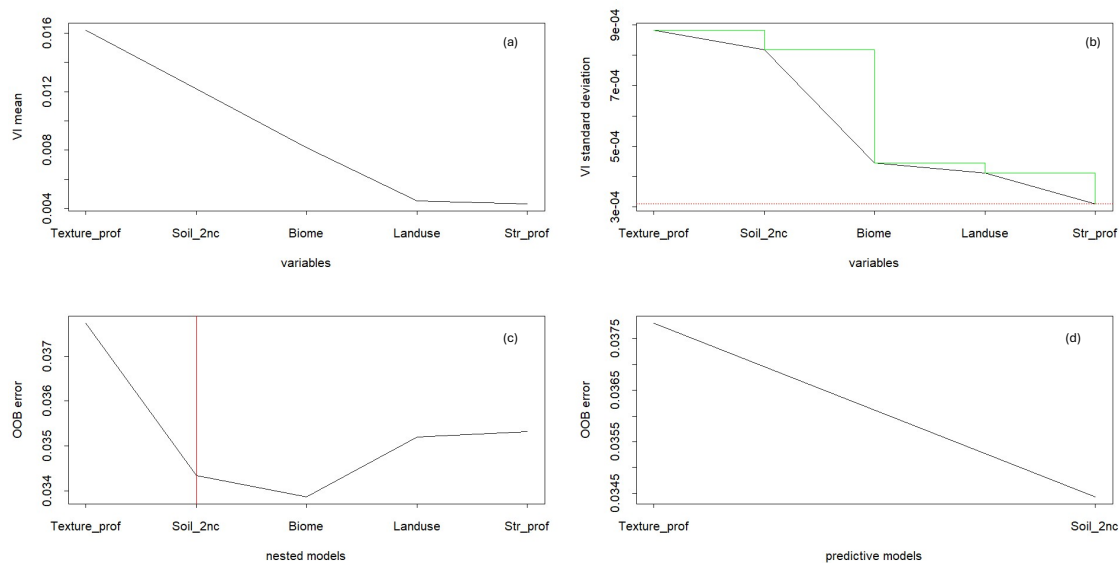 (a)
VI mean
0.016
0.012
0.008
0.004
Texture_prof Soil_2nc Biome Landuse Str_prof
variables
(b)
VI standard deviation
9e-04
7e-04
5e-04
3e-04
Texture_prof Soil_2nc Biome Landuse Str_prof
variables
(c)
OOB error
0.037
0.036
0.035
0.034
Texture_prof Soil_2nc Biome Landuse Str_prof
nested models
(d)
OOB error
0.0375
0.0365
0.0355
0.0345
Texture_prof Soil_2nc
predictive models